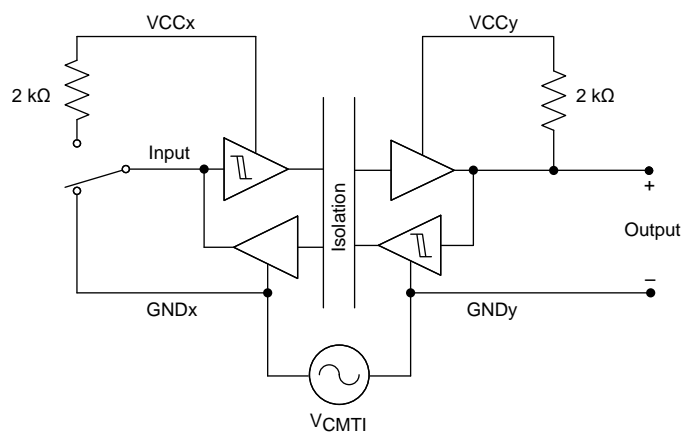 VCCx
VCCy
2 kΩ
2 kΩ
Input
Isolation
+
Output
–
GNDx
GNDy
VCMTI